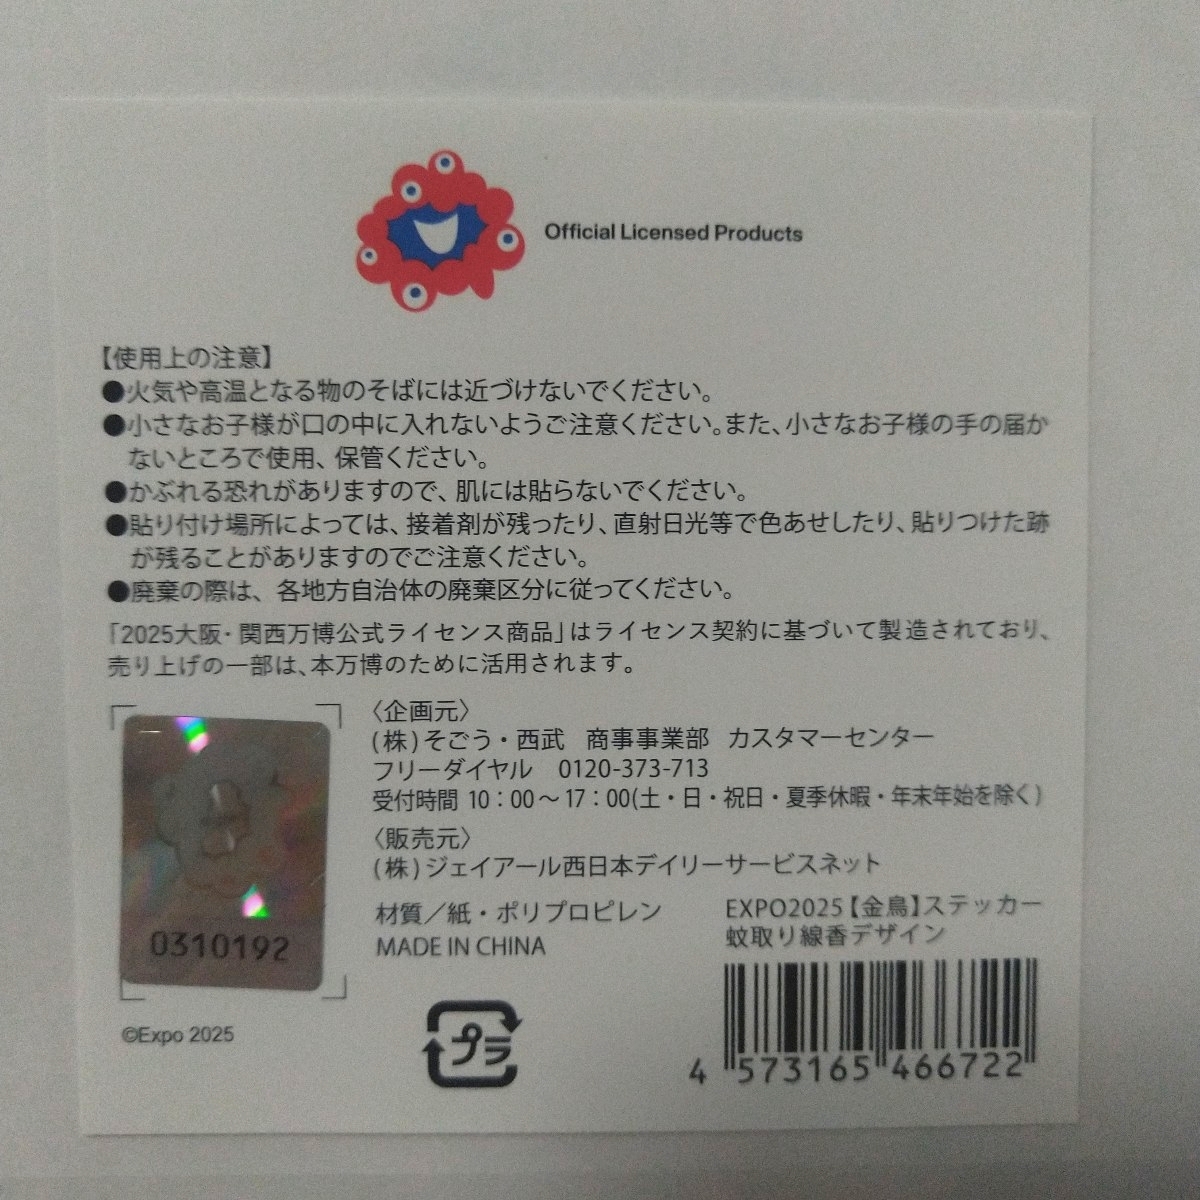 Official Licensed Products
【使用上の注意】
●火気や高温となる物のそばには近づけないでください。
●小さなお子様が口の中に入れないようご注意ください。また、小さなお子様の手の届か
ないところで使用、保管ください。
●かぶれる恐れがありますので、肌には貼らないでください。
●貼り付け場所によっては、接着剤が残ったり、直射日光等で色あせしたり、貼りつけた跡
が残ることがありますのでご注意ください。
●廃棄の際は、各地方自治体の廃棄区分に従ってください。
「2025大阪・関西万博公式ライセンス商品」はライセンス契約に基づいて製造されており、
売り上げの一部は、本万博のために活用されます。
〈企画元〉
(株)そごう・西武 商事事業部 カスタマーセンター
フリーダイヤル 0120-373-713
受付時間 10：00～17：00(土・日・祝日・夏季休暇・年末年始を除く)
〈販売元〉
(株)ジェイアール西日本デイリーサービスネット
材質／紙・ポリプロピレン
MADE IN CHINA
EXPO2025【金鳥】ステッカー
蚊取り線香デザイン
0310192
©Expo 2025
プラ
4 573165 466722